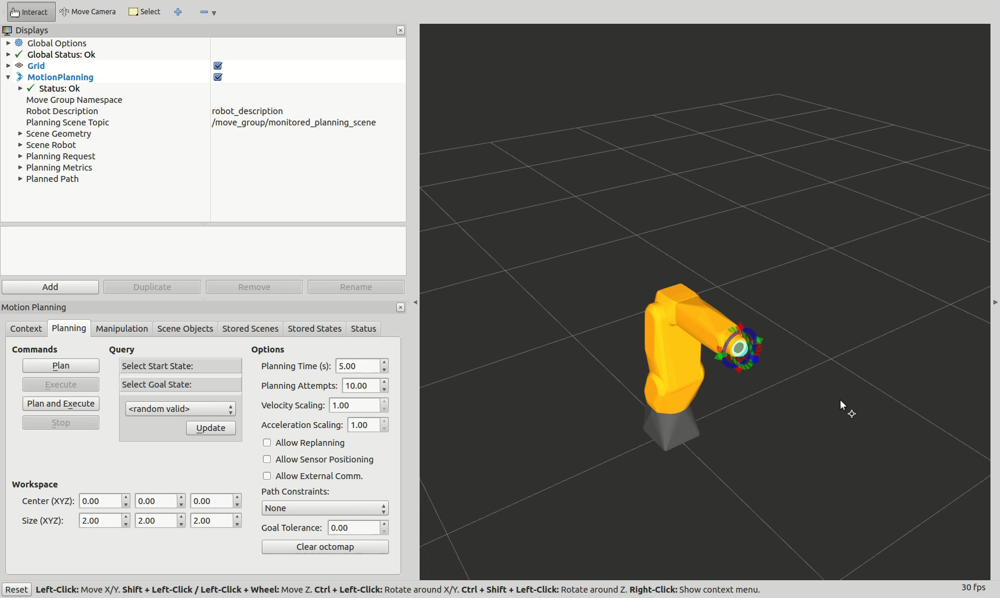 Interact Move Camera Select
Displays
Global Options
Global Status: Ok
Grid
MotionPlanning
Status: Ok
Move Group Namespace
Robot Description robot_description
Planning Scene Topic /move_group/monitored_planning_scene
Scene Geometry
Scene Robot
Planning Request
Planning Metrics
Planned Path
Add Duplicate Remove Rename
Motion Planning
Context Planning Manipulation Scene Objects Stored Scenes Stored States Status
Commands
Plan
Execute
Plan and Execute
Stop
Query
Select Start State:
Select Goal State:
<random valid>
Update
Options
Planning Time (s): 5.00
Planning Attempts: 10.00
Velocity Scaling: 1.00
Acceleration Scaling: 1.00
Allow Replanning
Allow Sensor Positioning
Allow External Comm.
Path Constraints:
None
Goal Tolerance: 0.00
Clear octomap
Workspace
Center (XYZ): 0.00 0.00 0.00
Size (XYZ): 2.00 2.00 2.00
Reset Left-Click: Move X/Y. Shift + Left-Click / Left-Click + Wheel: Move Z. Ctrl + Left-Click: Rotate around X/Y. Ctrl + Shift + Left-Click: Rotate around Z. Right-Click: Show context menu. 30 fps